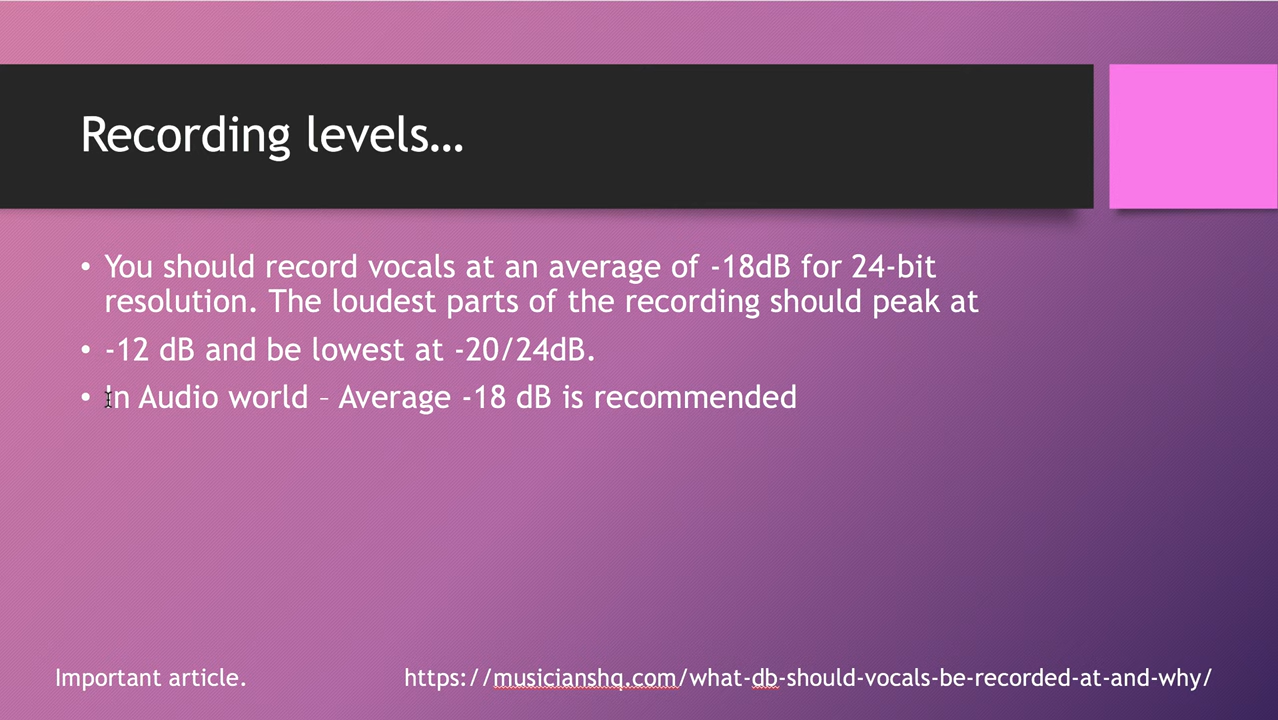 Recording levels...
• You should record vocals at an average of -18dB for 24-bit
resolution. The loudest parts of the recording should peak at
• -12 dB and be lowest at -20/24dB.
• In Audio world – Average -18 dB is recommended
Important article.
https://musicianshq.com/what-db-should-vocals-be-recorded-at-and-why/